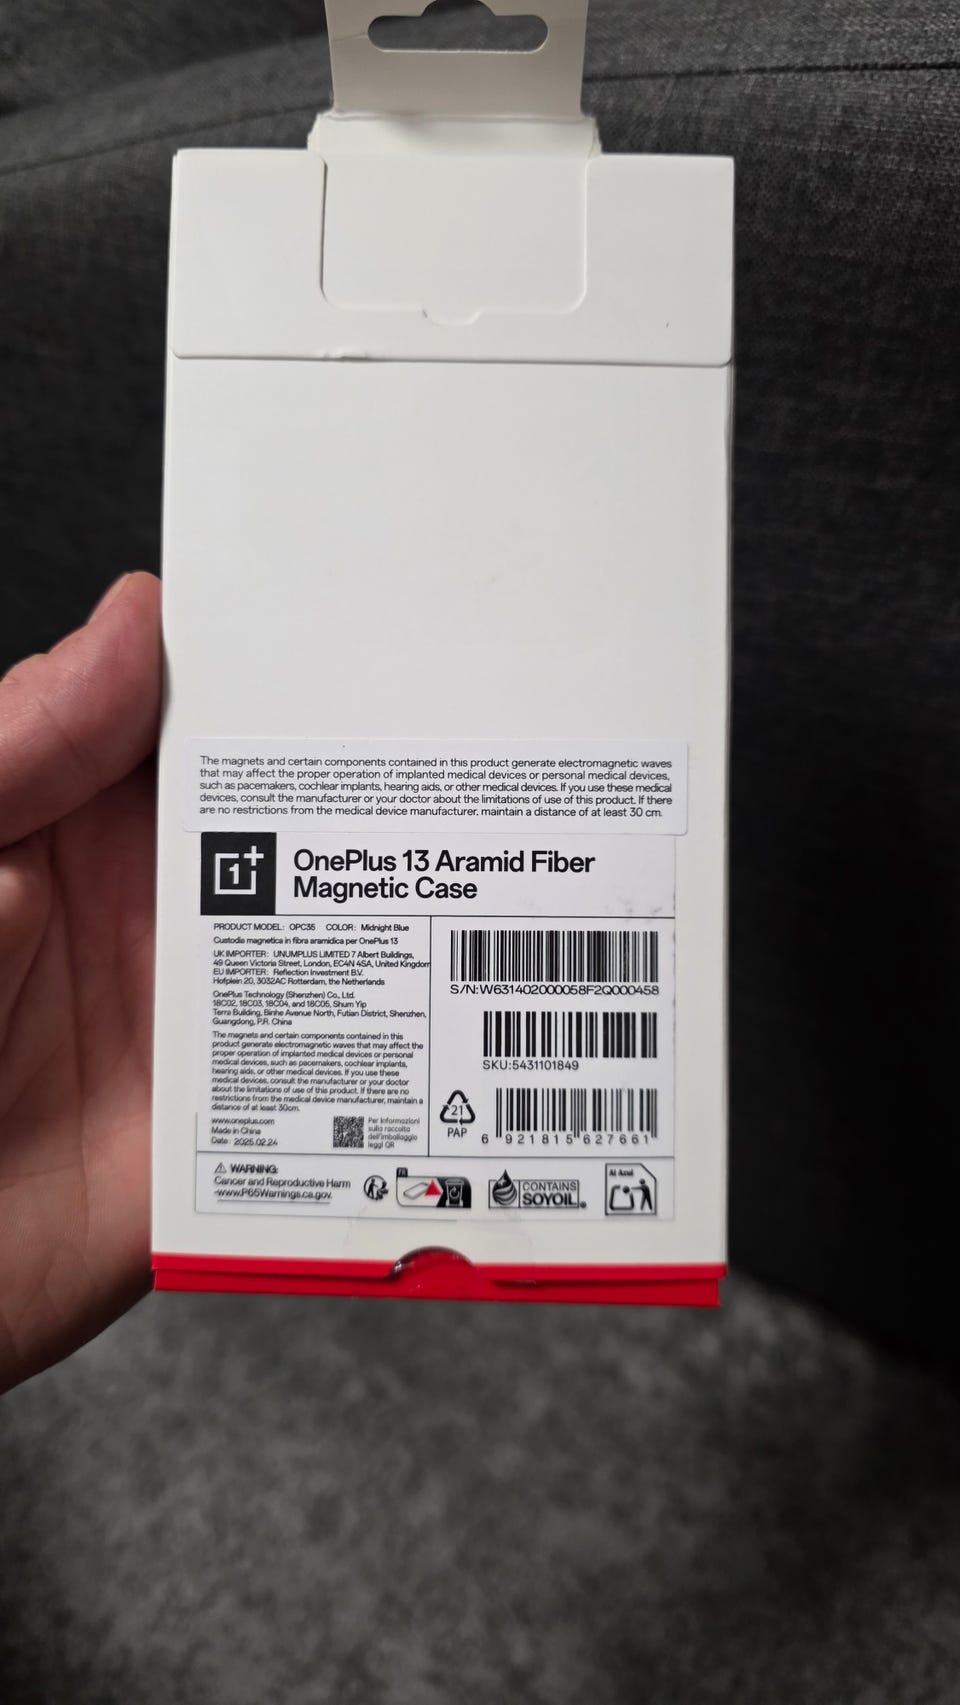 The magnets and certain components contained in this product generate electromagnetic waves
that may affect the proper operation of implanted medical devices or personal medical devices,
such as pacemakers, cochlear implants, hearing aids, or other medical devices. If you use these medical
devices, consult the manufacturer or your doctor about the limitations of use of this product. If there
are no restrictions from the medical device manufacturer, maintain a distance of at least 30 cm.
1+
OnePlus 13 Aramid Fiber
Magnetic Case
PRODUCT MODEL: OPC35 COLOR: Midnight Blue
Custodia magnetica in fibra aramidica per OnePlus 13
UK IMPORTER: UNUMPLUS LIMITED 7 Albert Buildings,
49 Queen Victoria Street, London, EC4N 4SA, United Kingdom
EU IMPORTER: Reflection Investment B.V.
Hofplein 20, 3032AC Rotterdam, the Netherlands
OnePlus Technology (Shenzhen) Co., Ltd.
18C02, 18C03, 18C04, and 18C05, Shum Yip
Terra Building, Binhe Avenue North, Futian District, Shenzhen,
Guangdong, P.R. China
The magnets and certain components contained in this
product generate electromagnetic waves that may affect the
proper operation of implanted medical devices or personal
medical devices, such as pacemakers, cochlear implants,
hearing aids, or other medical devices. If you use these
medical devices, consult the manufacturer or your doctor
about the limitations of use of this product. If there are no
restrictions from the medical device manufacturer, maintain a
distance of at least 30cm.
www.oneplus.com
Made in China
Date: 2025.02.24
Per informazioni
sulla raccolta
dell'imballaggio
leggi QR
S/N:W631402000058F2Q000458
SKU:5431101849
21
PAP
6 921815 627661
WARNING:
Cancer and Reproductive Harm
-www.P65Warnings.ca.gov.
FR
CONTAINS
SOYOIL
Al Azul